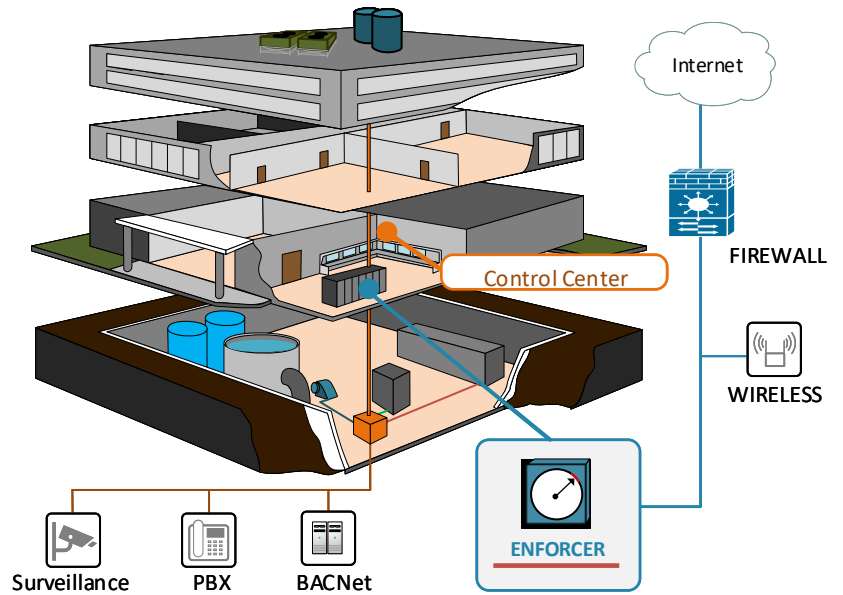 Internet
FIREWALL
Control Center
WIRELESS
ENFORCER
Surveillance
PBX
BACNet